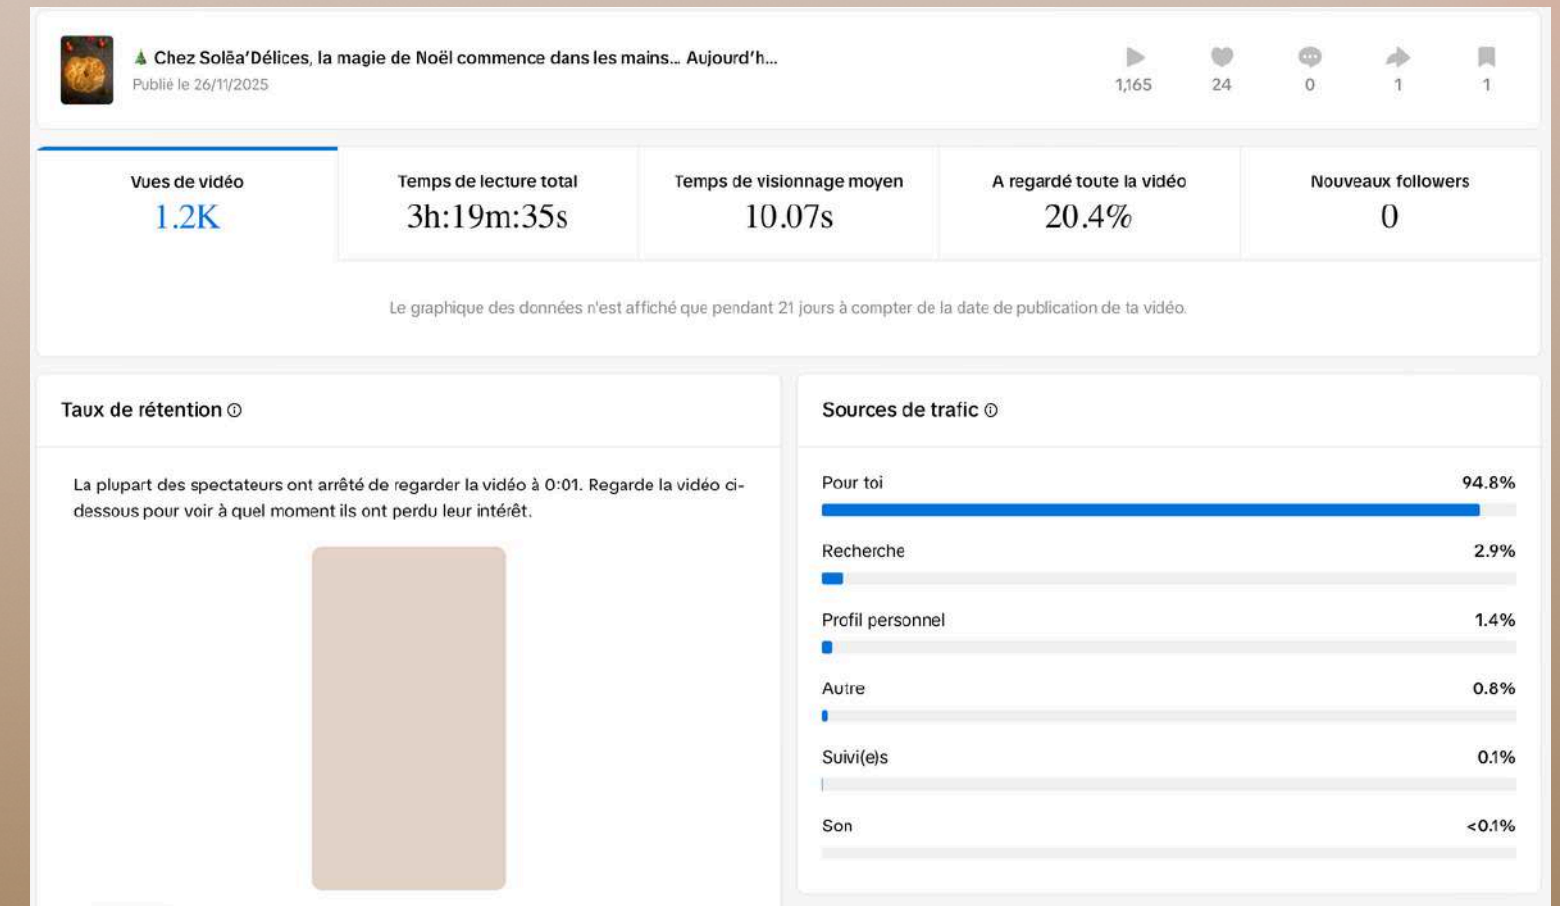 🎄 Chez Solēa’Délices, la magie de Noël commence dans les mains... Aujourd’h...
Publié le 26/11/2025
1,165
24
0
1
1
Vues de vidéo
1.2K
Temps de lecture total
3h:19m:35s
Temps de visionnage moyen
10.07s
A regardé toute la vidéo
20.4%
Nouveaux followers
0
Le graphique des données n'est affiché que pendant 21 jours à compter de la date de publication de ta vidéo.
Taux de rétention
La plupart des spectateurs ont arrêté de regarder la vidéo à 0:01. Regarde la vidéo ci-
dessous pour voir à quel moment ils ont perdu leur intérêt.
Sources de trafic
Pour toi 94.8%
Recherche 2.9%
Profil personnel 1.4%
Autre 0.8%
Suivi(e)s 0.1%
Son <0.1%